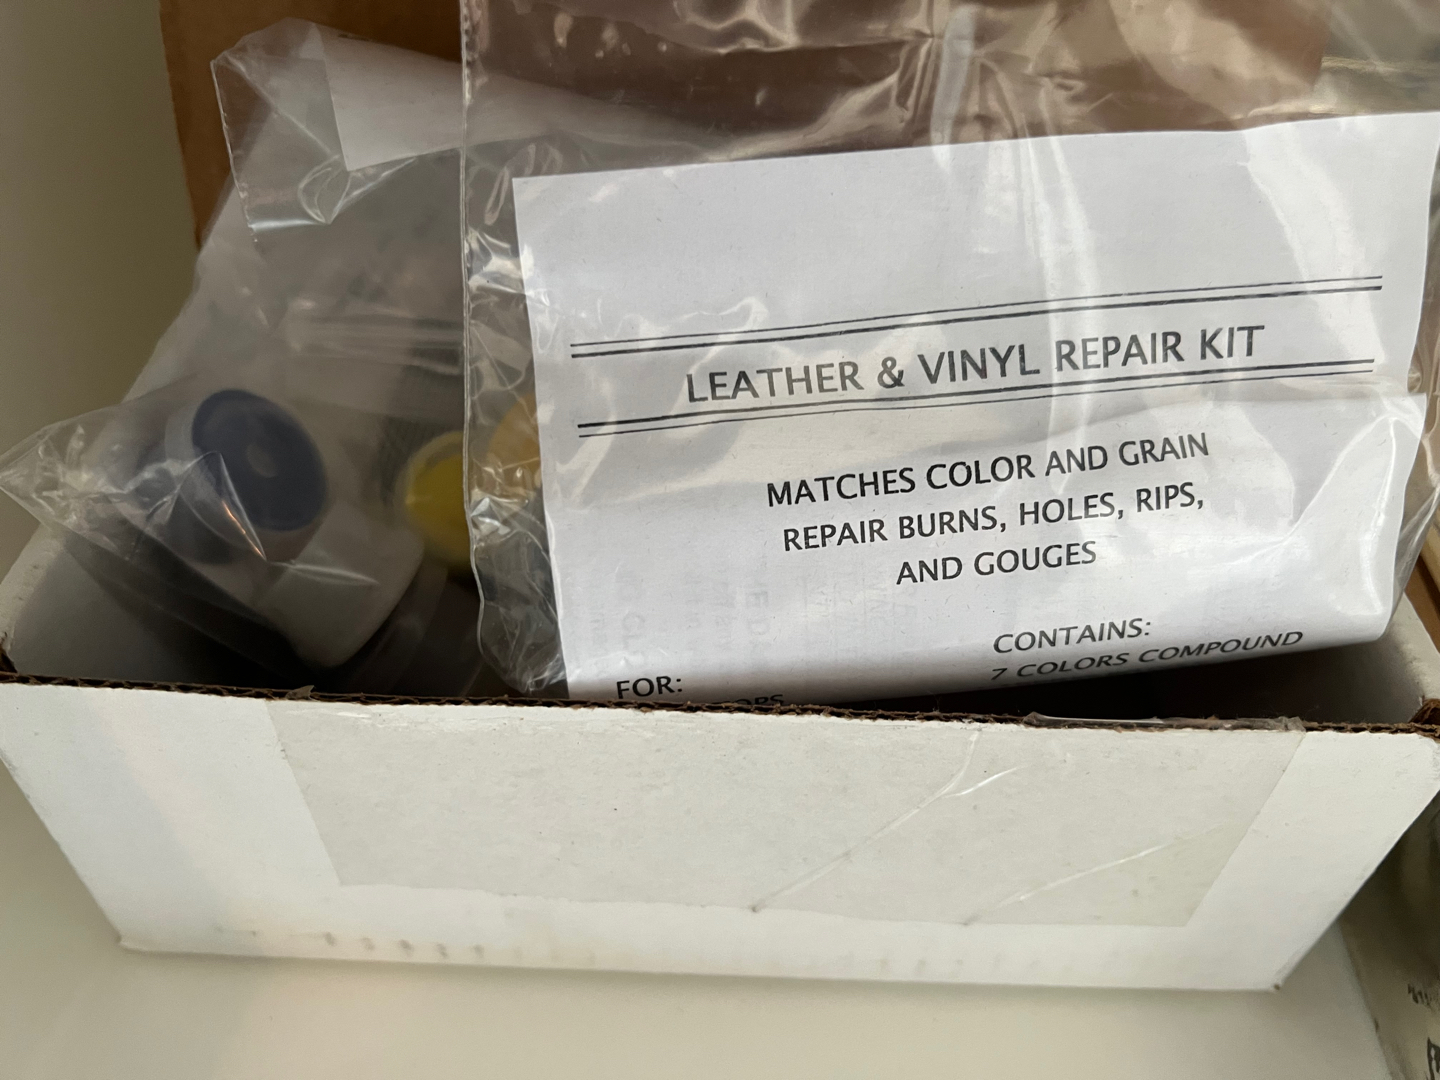 LEATHER & VINYL REPAIR KIT
MATCHES COLOR AND GRAIN
REPAIR BURNS, HOLES, RIPS,
AND GOUGES
CONTAINS:
7 COLORS COMPOUND
FOR: